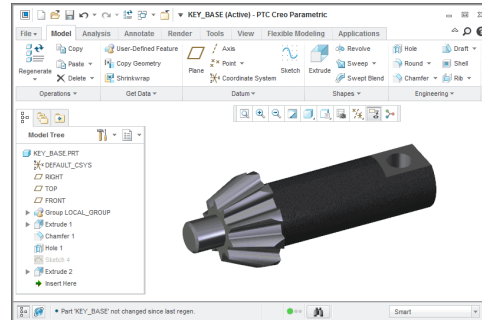 KEY_BASE (Active) - PTC Creo Parametric
File Model Analysis Annotate Render Tools View Flexible Modeling Applications
Regenerate
Copy
Paste
Delete
User-Defined Feature
Copy Geometry
Shrinkwrap
Plane
Axis
Point
Coordinate System
Sketch
Extrude
Revolve
Sweep
Swept Blend
Hole
Round
Chamfer
Draft
Shell
Rib
Operations Get Data Datum Shapes Engineering
Model Tree
KEY_BASE.PRT
DEFAULT_CSYS
RIGHT
TOP
FRONT
Group LOCAL_GROUP
Extrude 1
Chamfer 1
Hole 1
Sketch 4
Extrude 2
Insert Here
Part 'KEY_BASE' not changed since last regen.
Smart